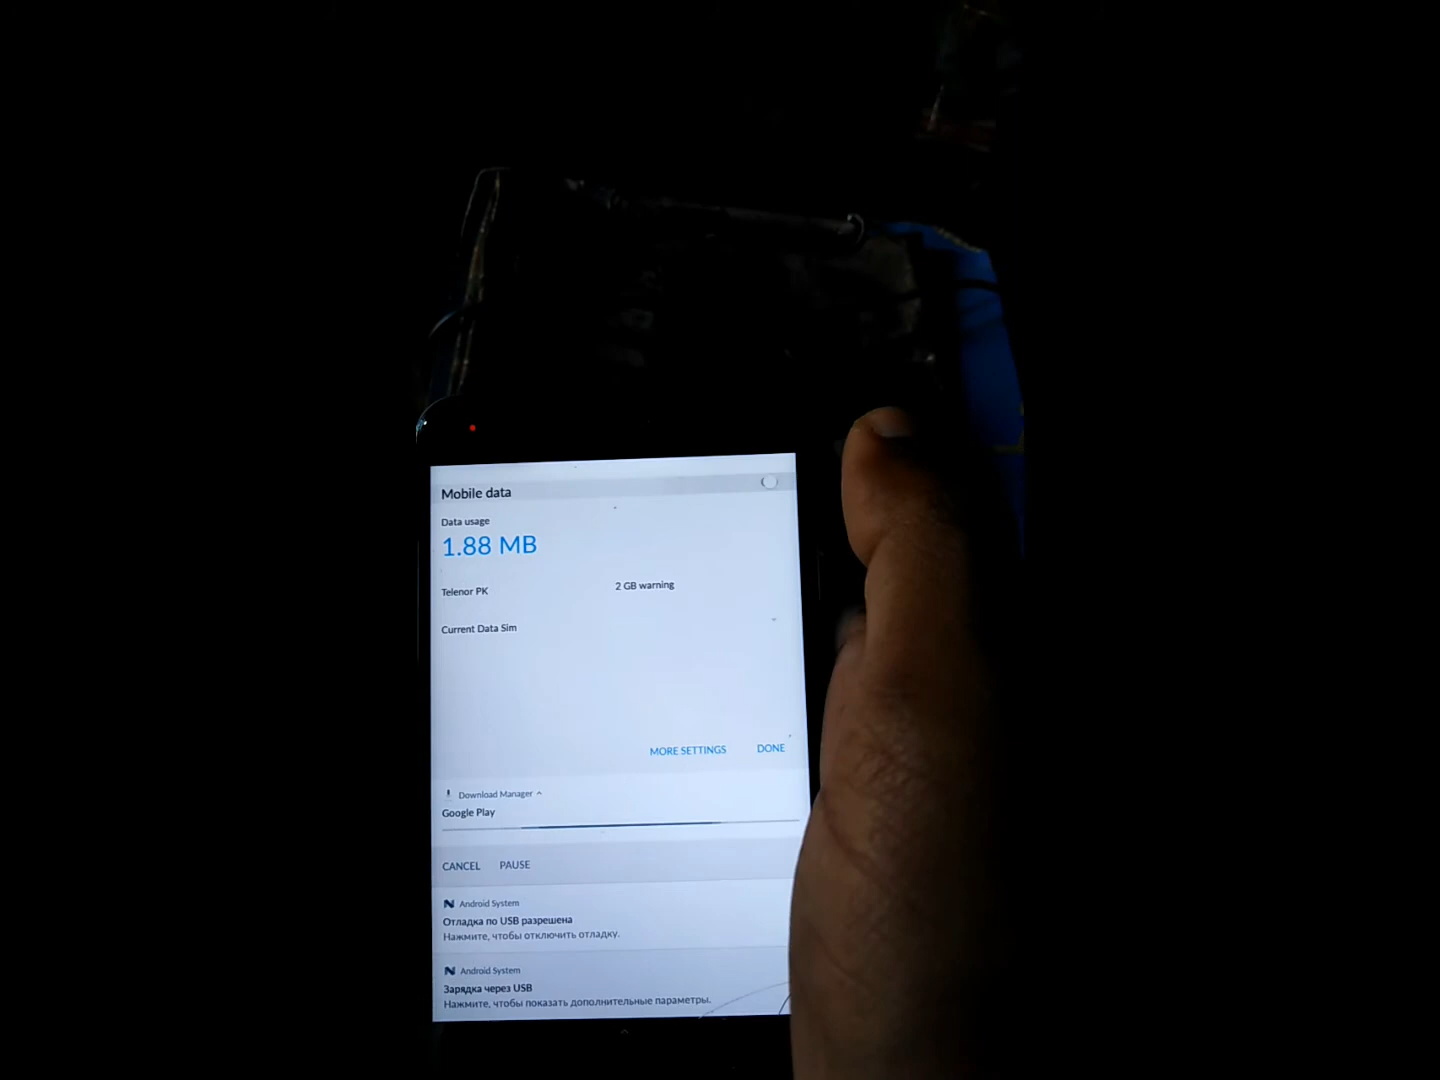 Mobile data
Data usage
1.88 MB
Telenor PK
2 GB warning
Current Data Sim
MORE SETTINGS DONE
Download Manager
Google Play
CANCEL PAUSE
Android System
Отладка по USB разрешена
Нажмите, чтобы отключить отладку.
Android System
Зарядка через USB
Нажмите, чтобы показать дополнительные параметры.